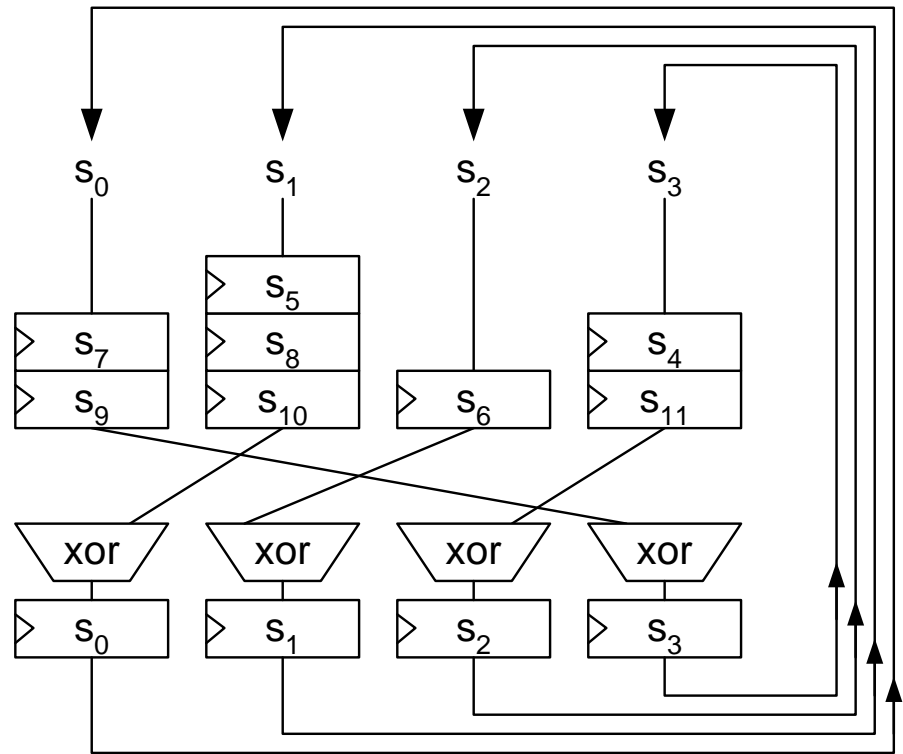 s₀ s₁ s₂ s₃
s₅
s₇ s₈ s₄
s₉ s₁₀ s₆ s₁₁
xor xor xor xor
s₀ s₁ s₂ s₃